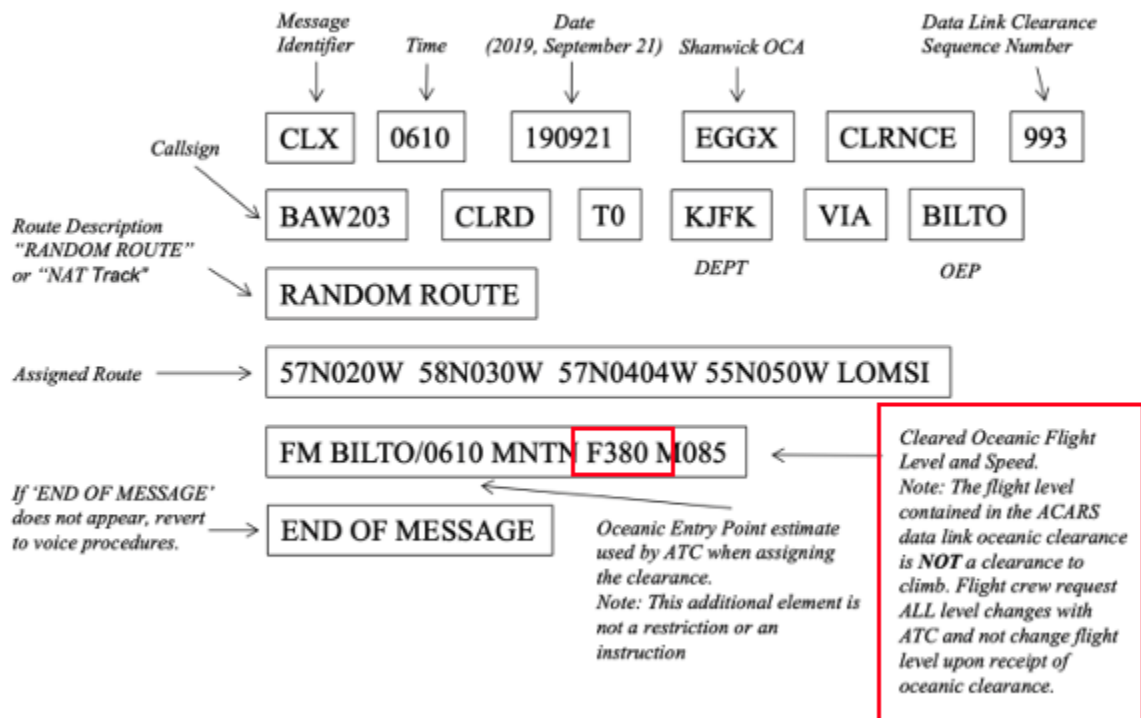 Message
Identifier
Time
Date
(2019, September 21)
Shanwick OCA
Data Link Clearance
Sequence Number
CLX 0610 190921 EGGX CLRNCE 993
Callsign
BAW203 CLRD T0 KJFK VIA BILTO
DEPT OEP
Route Description
“RANDOM ROUTE”
or “NAT Track"
RANDOM ROUTE
Assigned Route
57N020W 58N030W 57N0404W 55N050W LOMSI
FM BILTO/0610 MNTN F380 M085
Cleared Oceanic Flight
Level and Speed.
Note: The flight level
contained in the ACARS
data link oceanic clearance
is NOT a clearance to
climb. Flight crew request
ALL level changes with
ATC and not change flight
level upon receipt of
oceanic clearance.
If ‘END OF MESSAGE’
does not appear, revert
to voice procedures.
END OF MESSAGE
Oceanic Entry Point estimate
used by ATC when assigning
the clearance.
Note: This additional element is
not a restriction or an
instruction